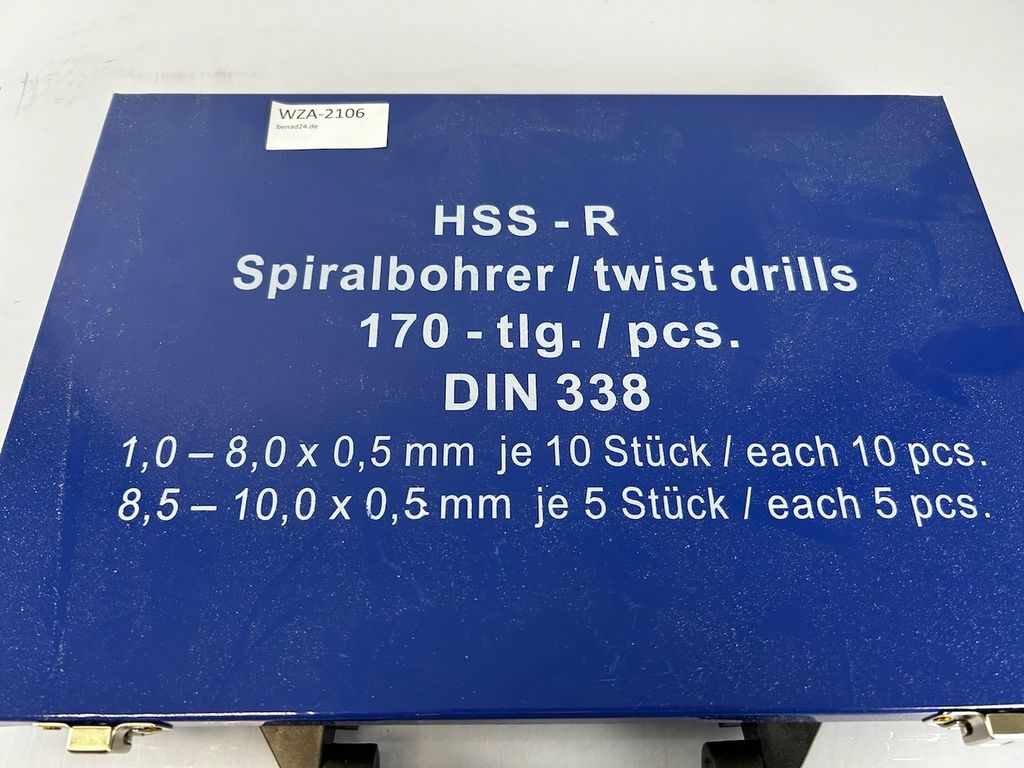 WZA-2106
benad24.de
HSS - R
Spiralbohrer / twist drills
170 - tlg. / pcs.
DIN 338
1,0 – 8,0 x 0,5 mm je 10 Stück / each 10 pcs.
8,5 – 10,0 x 0,5 mm je 5 Stück / each 5 pcs.